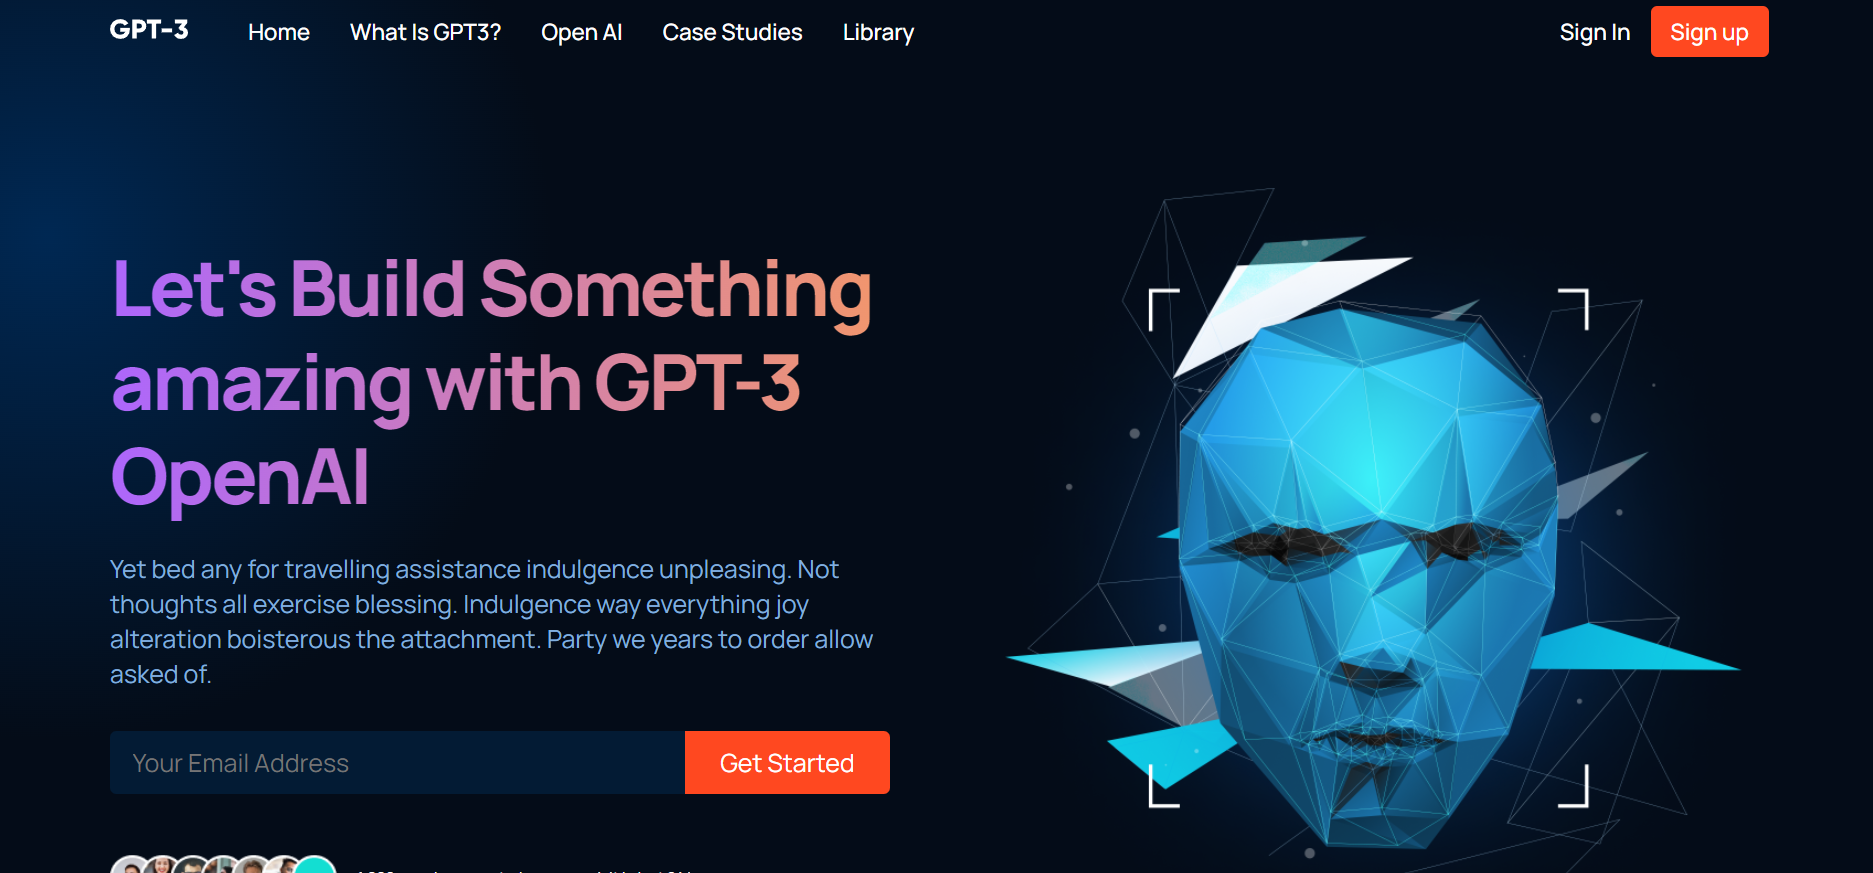 GPT-3
Home
What Is GPT3?
Open AI
Case Studies
Library
Sign In
Sign up
Let's Build Something
amazing with GPT-3
OpenAI
Yet bed any for travelling assistance indulgence unpleasing. Not
thoughts all exercise blessing. Indulgence way everything joy
alteration boisterous the attachment. Party we years to order allow
asked of.
Your Email Address
Get Started